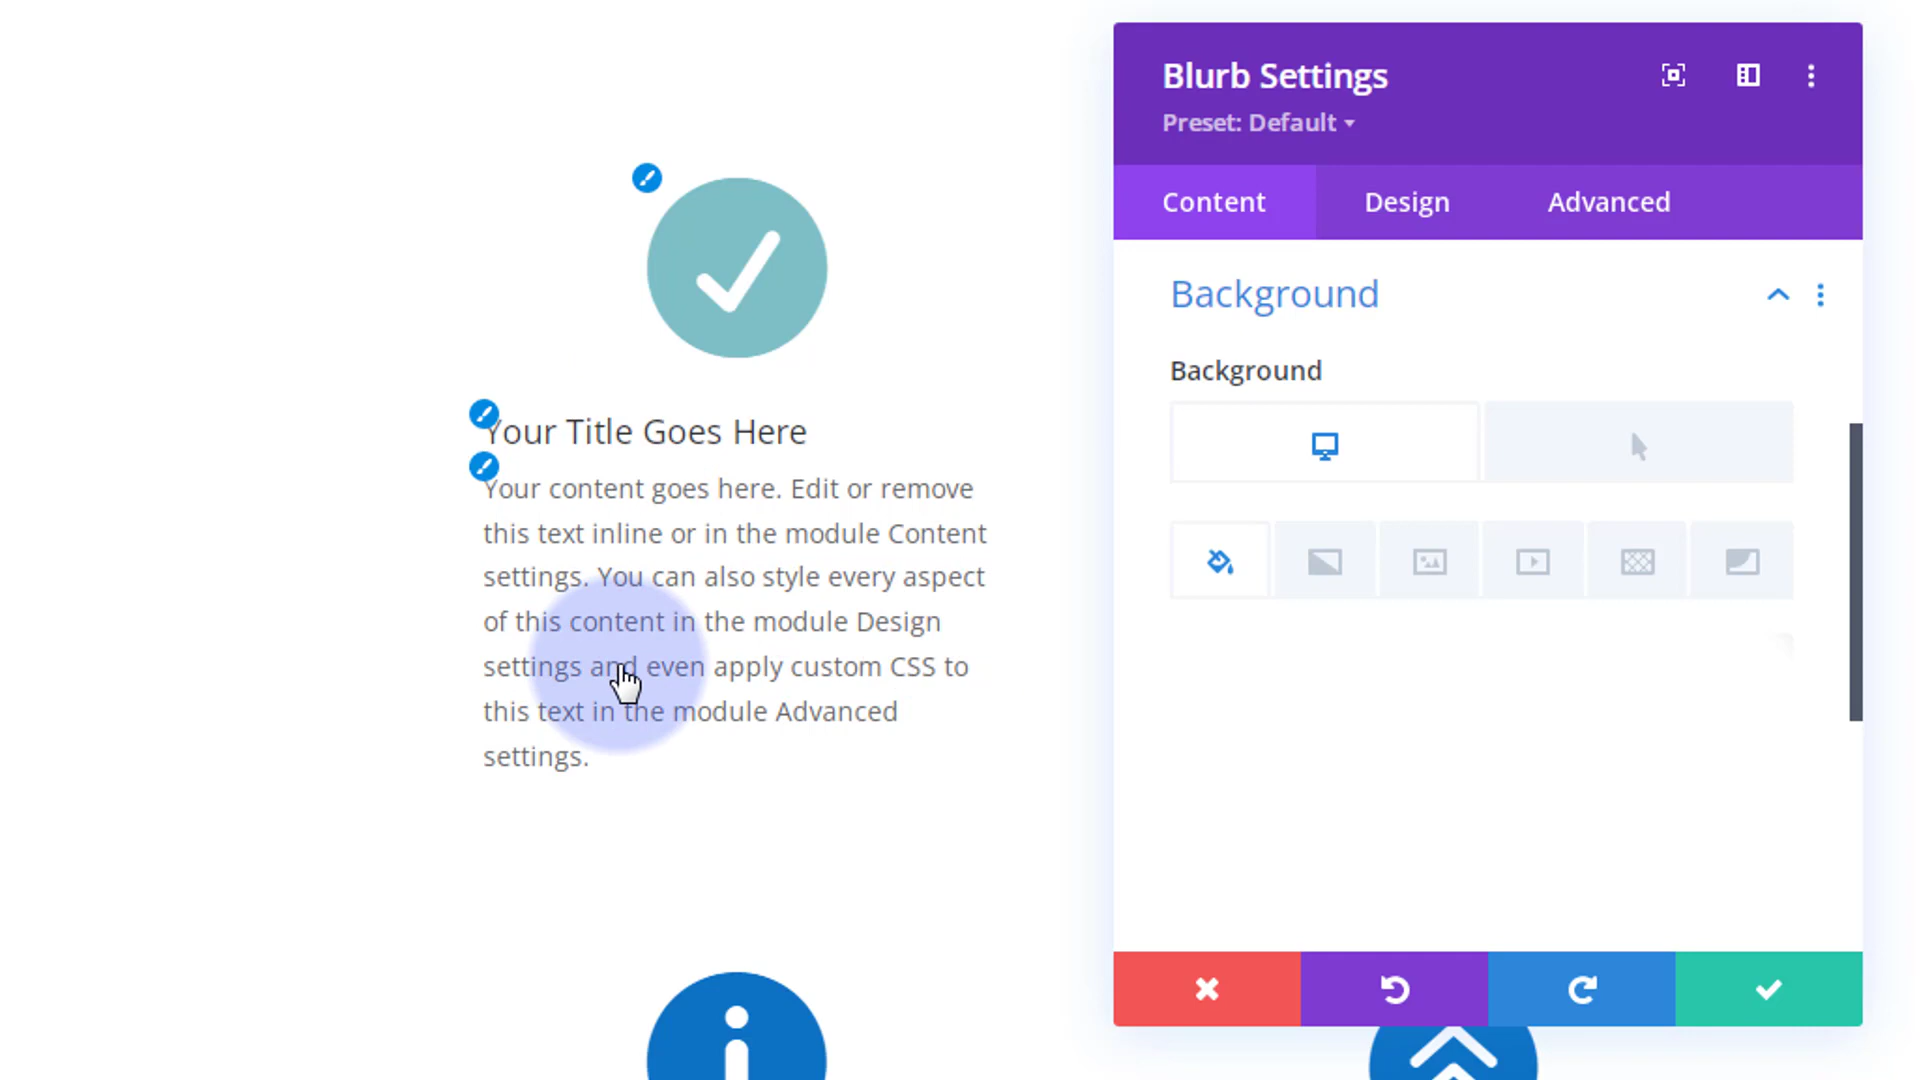 Your Title Goes Here
Your content goes here. Edit or remove
this text inline or in the module Content
settings. You can also style every aspect
of this content in the module Design
settings and even apply custom CSS to
this text in the module Advanced
settings.
Blurb Settings
Preset: Default
Content Design Advanced
Background
Background